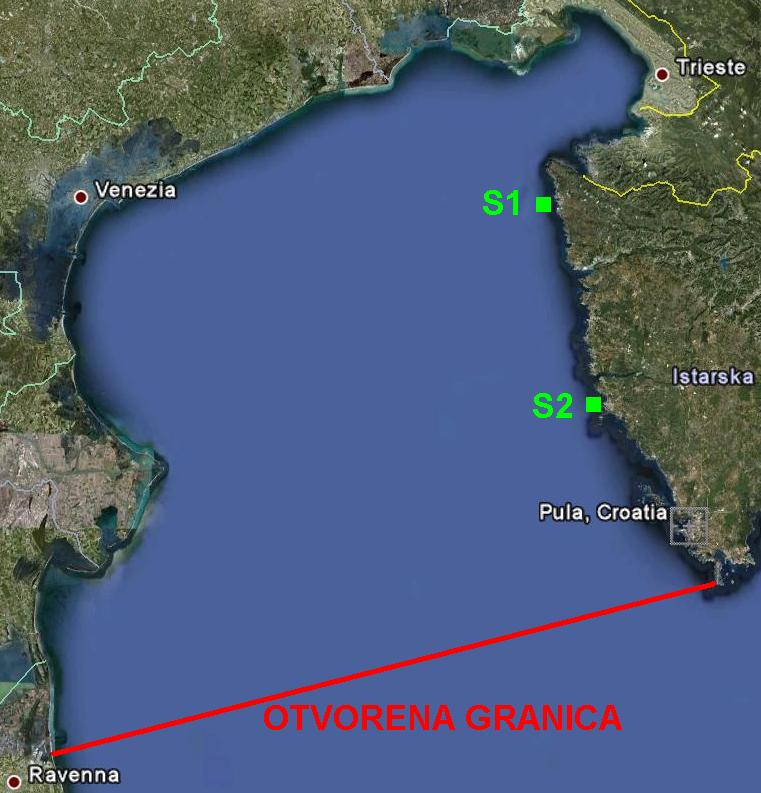 Trieste
Venezia
S1
Istarska
S2
Pula, Croatia
OTVORENA GRANICA
Ravenna